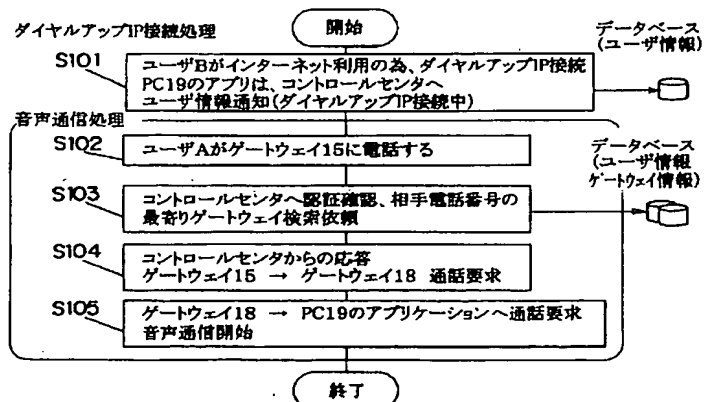 ダイヤルアップIP接続処理
開始
データベース
(ユーザ情報)
S101
ユーザBがインターネット利用の為、ダイヤルアップIP接続
PC19のアプリは、コントロールセンタへ
ユーザ情報通知(ダイヤルアップIP接続中)
音声通信処理
S102
ユーザAがゲートウェイ15に電話する
データベース
(ユーザ情報
ゲートウェイ情報)
S103
コントロールセンタへ認証確認、相手電話番号の
最寄りゲートウェイ検索依頼
S104
コントロールセンタからの応答
ゲートウェイ15 → ゲートウェイ18 通話要求
S105
ゲートウェイ18 → PC19のアプリケーションへ通話要求
音声通信開始
終了